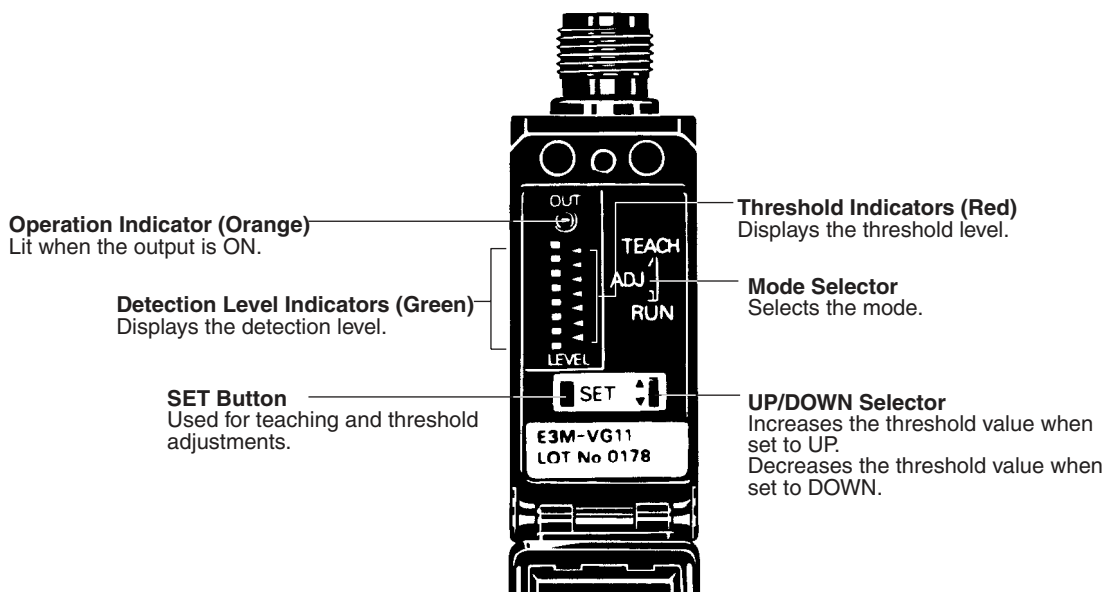 Operation Indicator (Orange)
Lit when the output is ON.
Detection Level Indicators (Green)
Displays the detection level.
SET Button
Used for teaching and threshold
adjustments.
OUT
TEACH
ADJ
RUN
LEVEL
SET
E3M-VG11
LOT No 0178
Threshold Indicators (Red)
Displays the threshold level.
Mode Selector
Selects the mode.
UP/DOWN Selector
Increases the threshold value when
set to UP.
Decreases the threshold value when
set to DOWN.